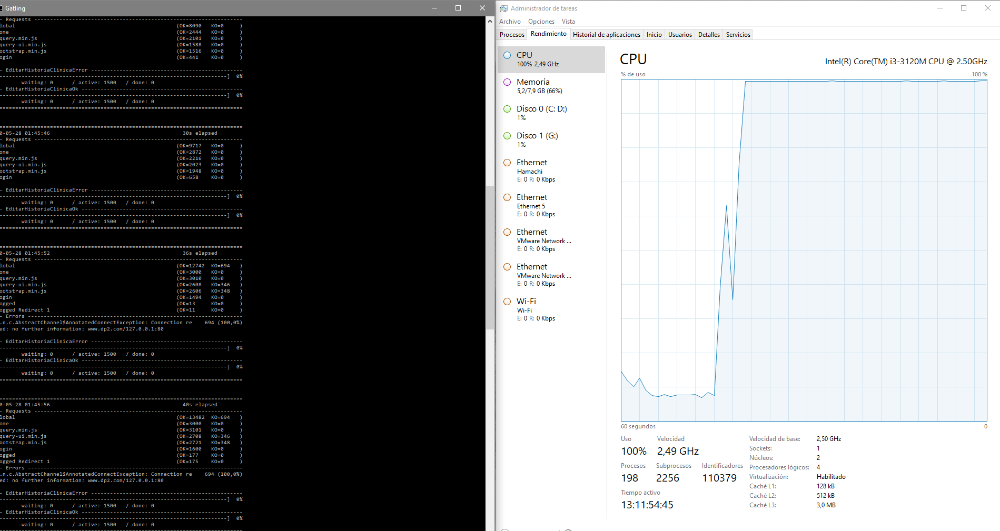 Gatling
- Requests ------------------------------------------------------------------
lobal (OK=8090 KO=0 )
ome (OK=2444 KO=0 )
query.min.js (OK=2101 KO=0 )
query-ui.min.js (OK=1588 KO=0 )
ootstrap.min.js (OK=1516 KO=0 )
ogin (OK=441 KO=0 )
- EditarHistoriaClinicaError ------------------------------------------------
------------------------------------------------------------------------] 0%
waiting: 0 / active: 1500 / done: 0
- EditarHistoriaClinicaOk ---------------------------------------------------
------------------------------------------------------------------------] 0%
waiting: 0 / active: 1500 / done: 0
=============================================================================
=============================================================================
0-05-28 01:45:46 30s elapsed
- Requests ------------------------------------------------------------------
lobal (OK=9717 KO=0 )
ome (OK=2872 KO=0 )
query.min.js (OK=2216 KO=0 )
query-ui.min.js (OK=2023 KO=0 )
ootstrap.min.js (OK=1948 KO=0 )
ogin (OK=658 KO=0 )
- EditarHistoriaClinicaError ------------------------------------------------
------------------------------------------------------------------------] 0%
waiting: 0 / active: 1500 / done: 0
- EditarHistoriaClinicaOk ---------------------------------------------------
------------------------------------------------------------------------] 0%
waiting: 0 / active: 1500 / done: 0
=============================================================================
=============================================================================
0-05-28 01:45:52 36s elapsed
- Requests ------------------------------------------------------------------
lobal (OK=12742 KO=694 )
ome (OK=3000 KO=0 )
query.min.js (OK=3010 KO=0 )
query-ui.min.js (OK=2608 KO=346 )
ootstrap.min.js (OK=2606 KO=348 )
ogin (OK=1494 KO=0 )
ogged (OK=13 KO=0 )
ogged Redirect 1 (OK=11 KO=0 )
- Errors --------------------------------------------------------------------
.n.c.AbstractChannel$AnnotatedConnectException: Connection re 694 (100,0%)
ed: no further information: www.dp2.com/127.0.0.1:80
- EditarHistoriaClinicaError ------------------------------------------------
------------------------------------------------------------------------] 0%
waiting: 0 / active: 1500 / done: 0
- EditarHistoriaClinicaOk ---------------------------------------------------
------------------------------------------------------------------------] 0%
waiting: 0 / active: 1500 / done: 0
=============================================================================
=============================================================================
0-05-28 01:45:56 40s elapsed
- Requests ------------------------------------------------------------------
lobal (OK=13482 KO=694 )
ome (OK=3000 KO=0 )
query.min.js (OK=3101 KO=0 )
query-ui.min.js (OK=2708 KO=346 )
ootstrap.min.js (OK=2721 KO=348 )
ogin (OK=1600 KO=0 )
ogged (OK=177 KO=0 )
ogged Redirect 1 (OK=175 KO=0 )
- Errors --------------------------------------------------------------------
.n.c.AbstractChannel$AnnotatedConnectException: Connection re 694 (100,0%)
ed: no further information: www.dp2.com/127.0.0.1:80
- EditarHistoriaClinicaError ------------------------------------------------
------------------------------------------------------------------------] 0%
waiting: 0 / active: 1500 / done: 0
- EditarHistoriaClinicaOk ---------------------------------------------------
------------------------------------------------------------------------] 0%
waiting: 0 / active: 1500 / done: 0
Administrador de tareas
Archivo Opciones Vista
Procesos Rendimiento Historial de aplicaciones Inicio Usuarios Detalles Servicios
CPU
100% 2,49 GHz
Memoria
5,2/7,9 GB (66%)
Disco 0 (C: D:)
1%
Disco 1 (G:)
1%
Ethernet
Hamachi
E: 0 R: 0 Kbps
Ethernet
Ethernet 5
E: 0 R: 0 Kbps
Ethernet
VMware Network ...
E: 0 R: 0 Kbps
Ethernet
VMware Network ...
E: 0 R: 0 Kbps
Wi-Fi
Wi-Fi
E: 0 R: 0 Kbps
CPU Intel(R) Core(TM) i3-3120M CPU @ 2.50GHz
% de uso 100 %
60 segundos 0
Uso Velocidad
100% 2,49 GHz
Procesos Subprocesos Identificadores
198 2256 110379
Tiempo activo
13:11:54:45
Velocidad de base: 2,50 GHz
Sockets: 1
Núcleos: 2
Procesadores lógicos: 4
Virtualización: Habilitado
Caché L1: 128 kB
Caché L2: 512 kB
Caché L3: 3,0 MB